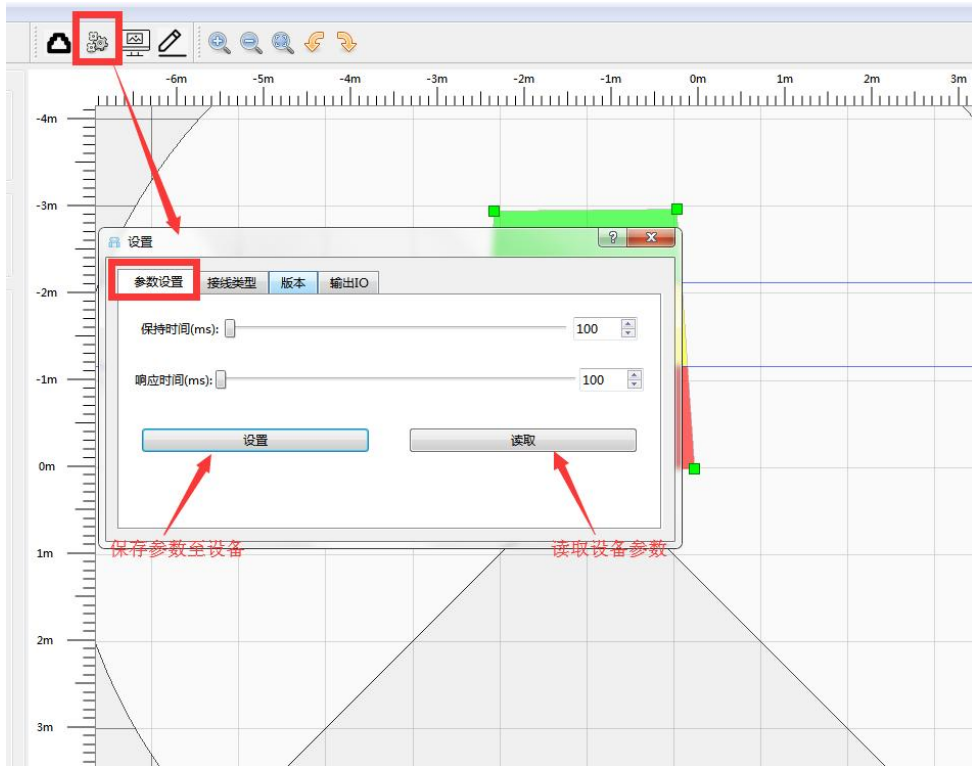 -6m -5m -4m -3m -2m -1m 0m 1m 2m 3m
-4m
-3m
设置
参数设置 接线类型 版本 输出IO
-2m
保持时间(ms): 100
响应时间(ms): 100
-1m
设置 读取
0m
保存参数至设备 读取设备参数
1m
2m
3m